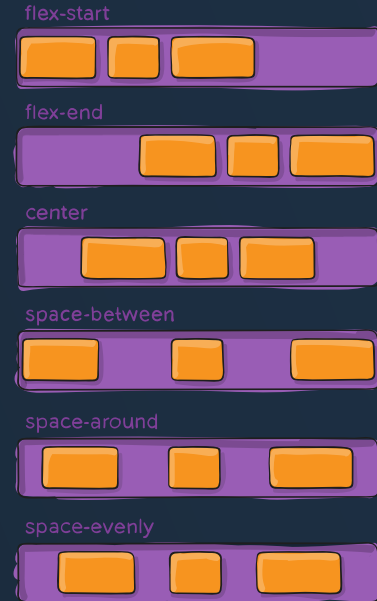 flex-start
flex-end
center
space-between
space-around
space-evenly